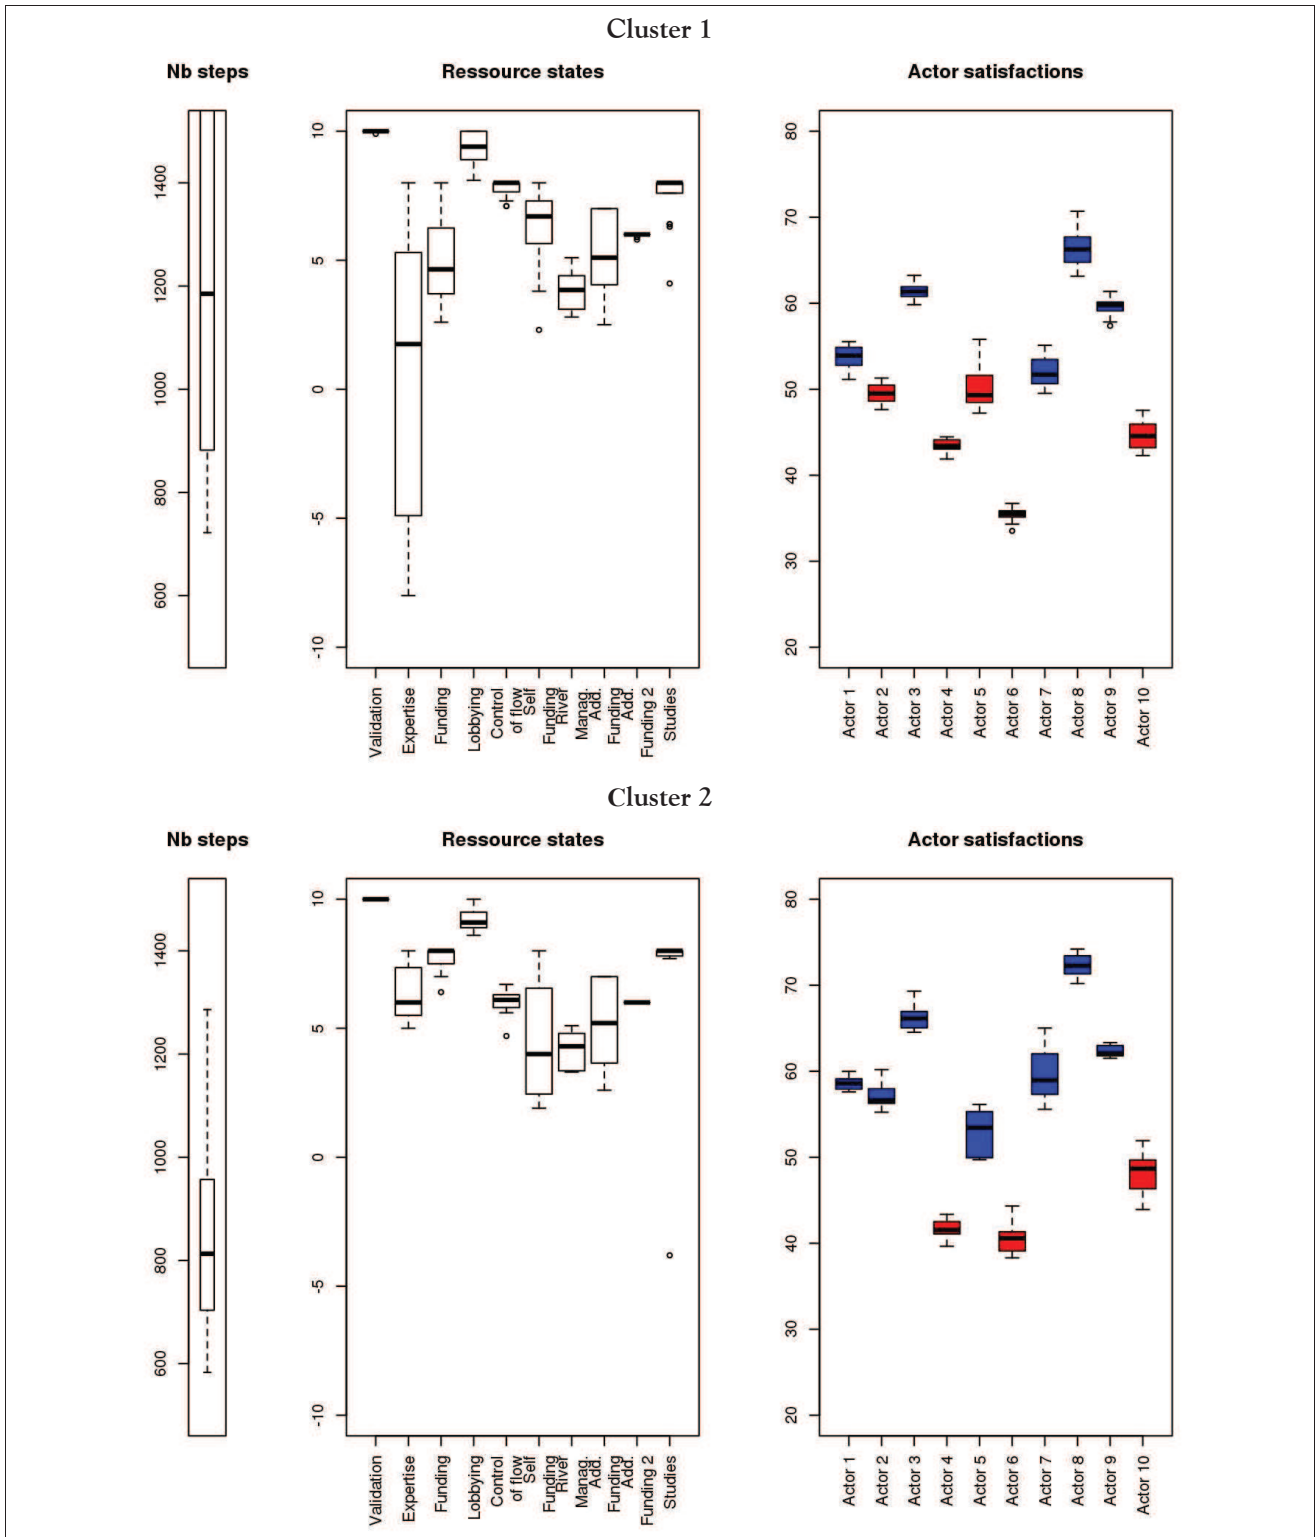 Cluster 1
Nb steps
Ressource states
Actor satisfactions
1400
1200
1000
800
600
10
5
0
-5
-10
Validation
Expertise
Funding
Lobbying
Control
of flow
Self
Funding
River
Manag.
Add.
Funding
Add.
Funding 2
Studies
80
70
60
50
40
30
20
Actor 1
Actor 2
Actor 3
Actor 4
Actor 5
Actor 6
Actor 7
Actor 8
Actor 9
Actor 10
Cluster 2
Nb steps
Ressource states
Actor satisfactions
1400
1200
1000
800
600
10
5
0
-5
-10
Validation
Expertise
Funding
Lobbying
Control
of flow
Self
Funding
River
Manag.
Add.
Funding
Add.
Funding 2
Studies
80
70
60
50
40
30
20
Actor 1
Actor 2
Actor 3
Actor 4
Actor 5
Actor 6
Actor 7
Actor 8
Actor 9
Actor 10